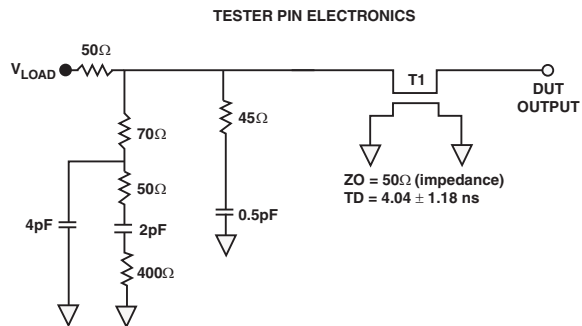 TESTER PIN ELECTRONICS
50Ω
VLOAD
T1
DUT
OUTPUT
70Ω
45Ω
50Ω
4pF
2pF
0.5pF
400Ω
ZO = 50Ω (impedance)
TD = 4.04 ± 1.18 ns